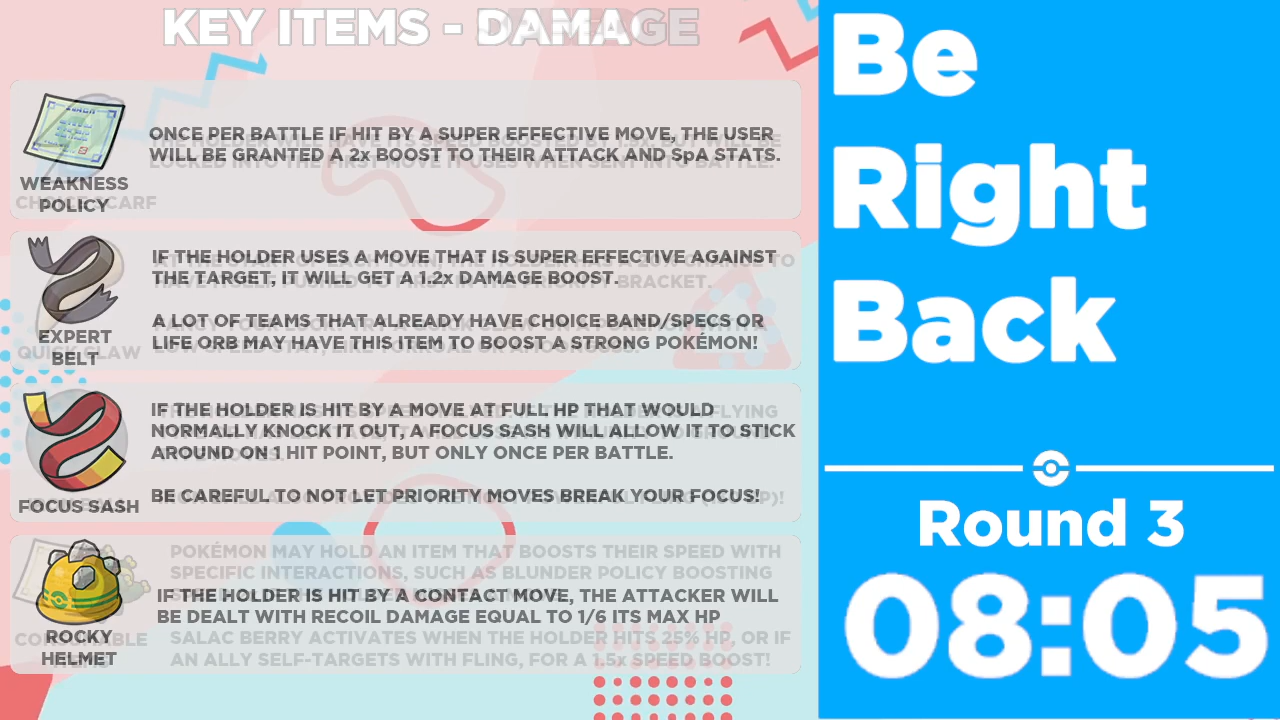 KEY ITEMS - DAMAGE
ONCE PER BATTLE IF HIT BY A SUPER EFFECTIVE MOVE, THE USER
WILL BE GRANTED A 2x BOOST TO THEIR ATTACK AND SpA STATS.
WEAKNESS
POLICY
CHOICE SCARF
IF THE HOLDER USES A MOVE THAT IS SUPER EFFECTIVE AGAINST
THE TARGET, IT WILL GET A 1.2x DAMAGE BOOST.
A LOT OF TEAMS THAT ALREADY HAVE CHOICE BAND/SPECS OR
LIFE ORB MAY HAVE THIS ITEM TO BOOST A STRONG POKÉMON!
EXPERT
BELT
QUICK CLAW
IF THE HOLDER IS HIT BY A MOVE AT FULL HP THAT WOULD
NORMALLY KNOCK IT OUT, A FOCUS SASH WILL ALLOW IT TO STICK
AROUND ON 1 HIT POINT, BUT ONLY ONCE PER BATTLE.
BE CAREFUL TO NOT LET PRIORITY MOVES BREAK YOUR FOCUS!
FOCUS SASH
POKÉMON MAY HOLD AN ITEM THAT BOOSTS THEIR SPEED WITH
SPECIFIC INTERACTIONS, SUCH AS BLUNDER POLICY BOOSTING
IF THE HOLDER IS HIT BY A CONTACT MOVE, THE ATTACKER WILL
BE DEALT WITH RECOIL DAMAGE EQUAL TO 1/6 ITS MAX HP
SALAC BERRY ACTIVATES WHEN THE HOLDER HITS 25% HP, OR IF
AN ALLY SELF-TARGETS WITH FLING, FOR A 1.5x SPEED BOOST!
ROCKY
HELMET
Be
Right
Back
Round 3
08:05